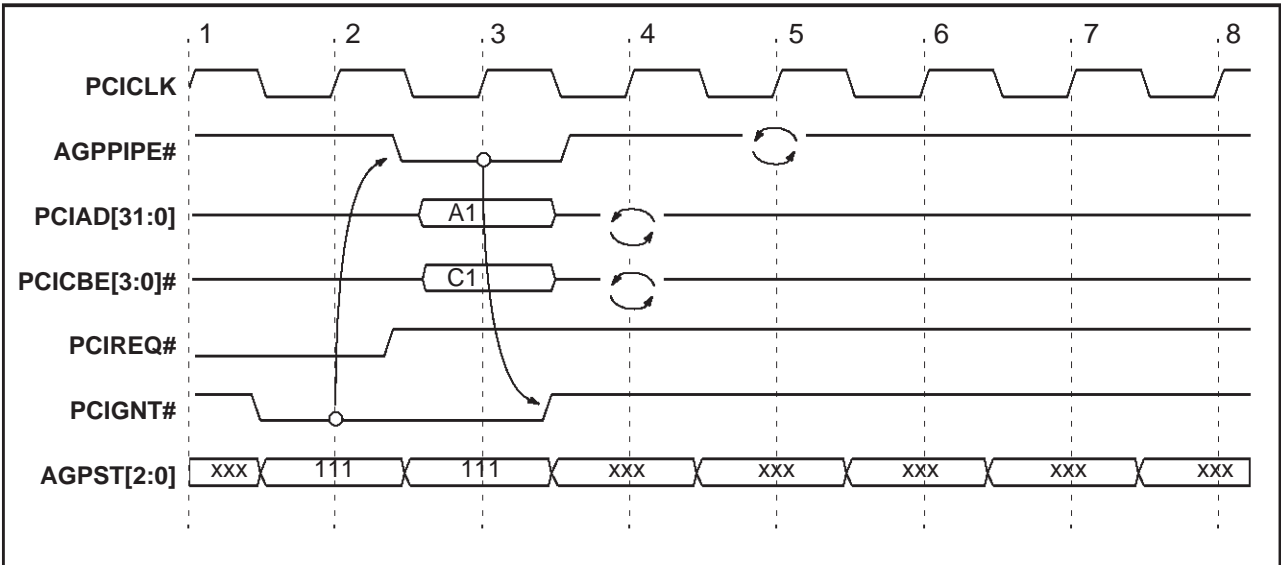 1 2 3 4 5 6 7 8
PCICLK
AGPPIPE#
PCIAD[31:0] A1
PCICBE[3:0]# C1
PCIREQ#
PCIGNT#
AGPST[2:0] xxx 111 111 xxx xxx xxx xxx xxx